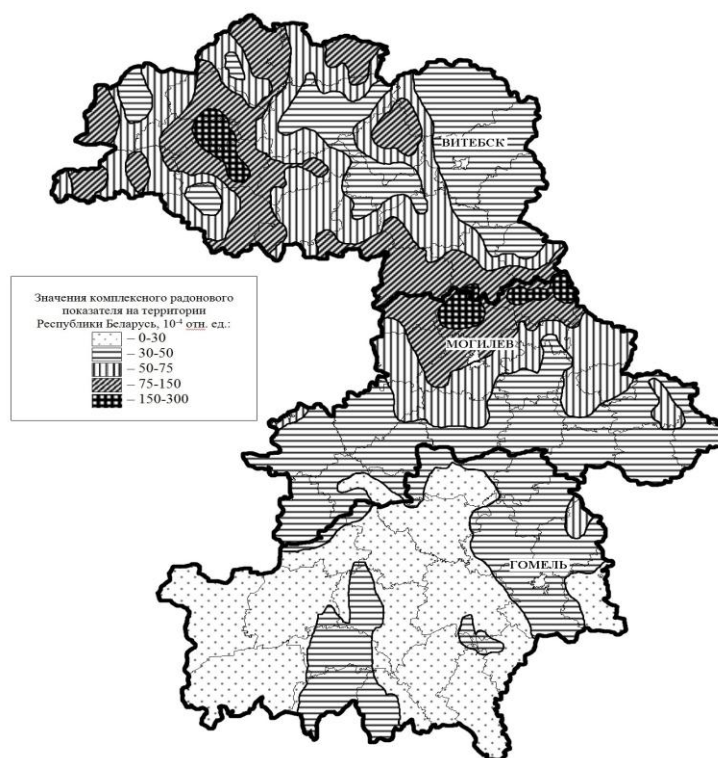 ВИТЕБСК
Значения комплексного радонового
показателя на территории
Республики Беларусь, 10⁻⁴ отн. ед.:
– 0-30
– 30-50
– 50-75
– 75-150
– 150-300
МОГИЛЕВ
ГОМЕЛЬ